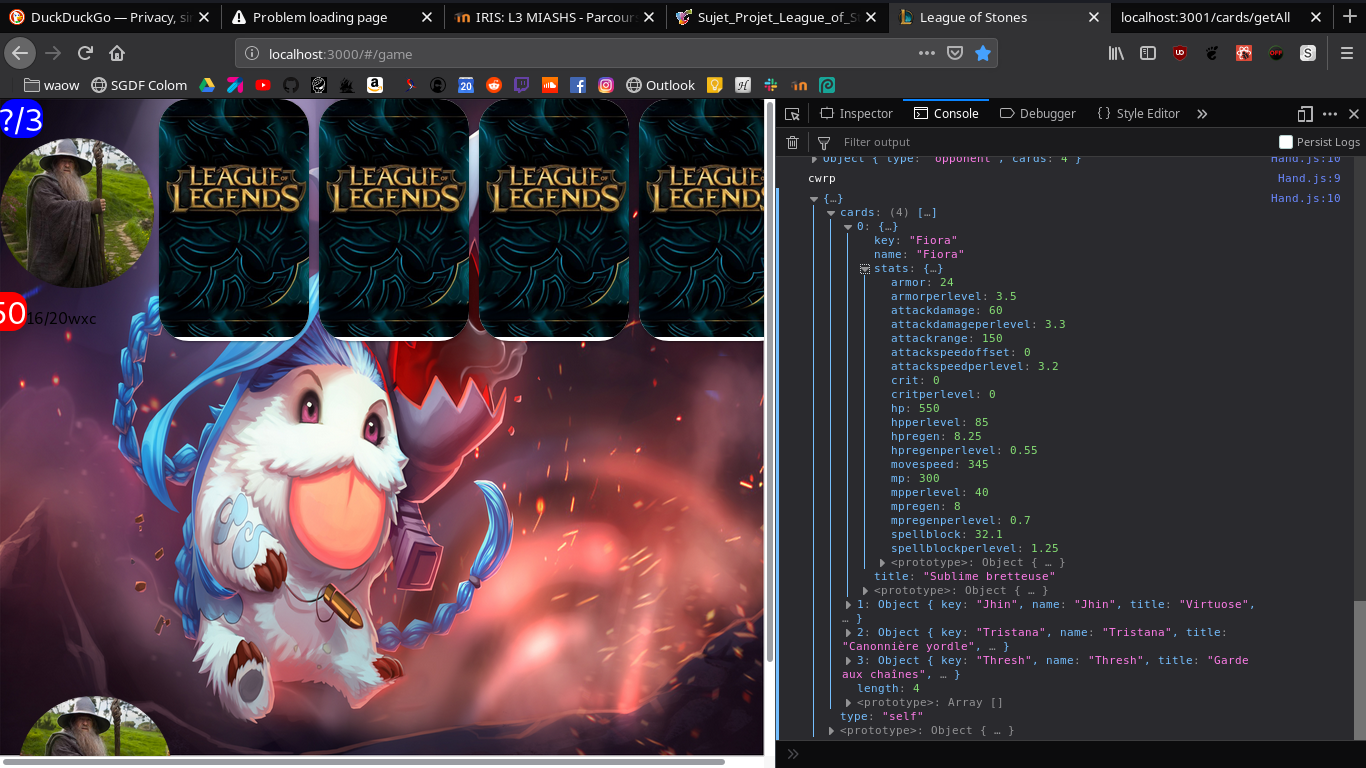 DuckDuckGo — Privacy, si
Problem loading page
IRIS: L3 MIASHS - Parcour
Sujet_Projet_League_of_S
League of Stones
localhost:3001/cards/getAll
localhost:3000/#/game
waow
SGDF Colom
20
Outlook
Inspector
Console
Debugger
Style Editor
Filter output
Persist Logs
?/3
LEAGUE OF LEGENDS
LEAGUE OF LEGENDS
LEAGUE OF LEGENDS
LEAGUE
LEGEN
50
16/20wxc
Object { type: "opponent", cards: 4 }
Hand.js:10
cwrp
Hand.js:9
{…}
Hand.js:10
cards: (4) […]
0: {…}
key: "Fiora"
name: "Fiora"
stats: {…}
armor: 24
armorperlevel: 3.5
attackdamage: 60
attackdamageperlevel: 3.3
attackrange: 150
attackspeedoffset: 0
attackspeedperlevel: 3.2
crit: 0
critperlevel: 0
hp: 550
hpperlevel: 85
hpregen: 8.25
hpregenperlevel: 0.55
movespeed: 345
mp: 300
mpperlevel: 40
mpregen: 8
mpregenperlevel: 0.7
spellblock: 32.1
spellblockperlevel: 1.25
<prototype>: Object { … }
title: "Sublime bretteuse"
<prototype>: Object { … }
1: Object { key: "Jhin", name: "Jhin", title: "Virtuose",
… }
2: Object { key: "Tristana", name: "Tristana", title:
"Canonnière yordle", … }
3: Object { key: "Thresh", name: "Thresh", title: "Garde
aux chaînes", … }
length: 4
<prototype>: Array []
type: "self"
<prototype>: Object { … }